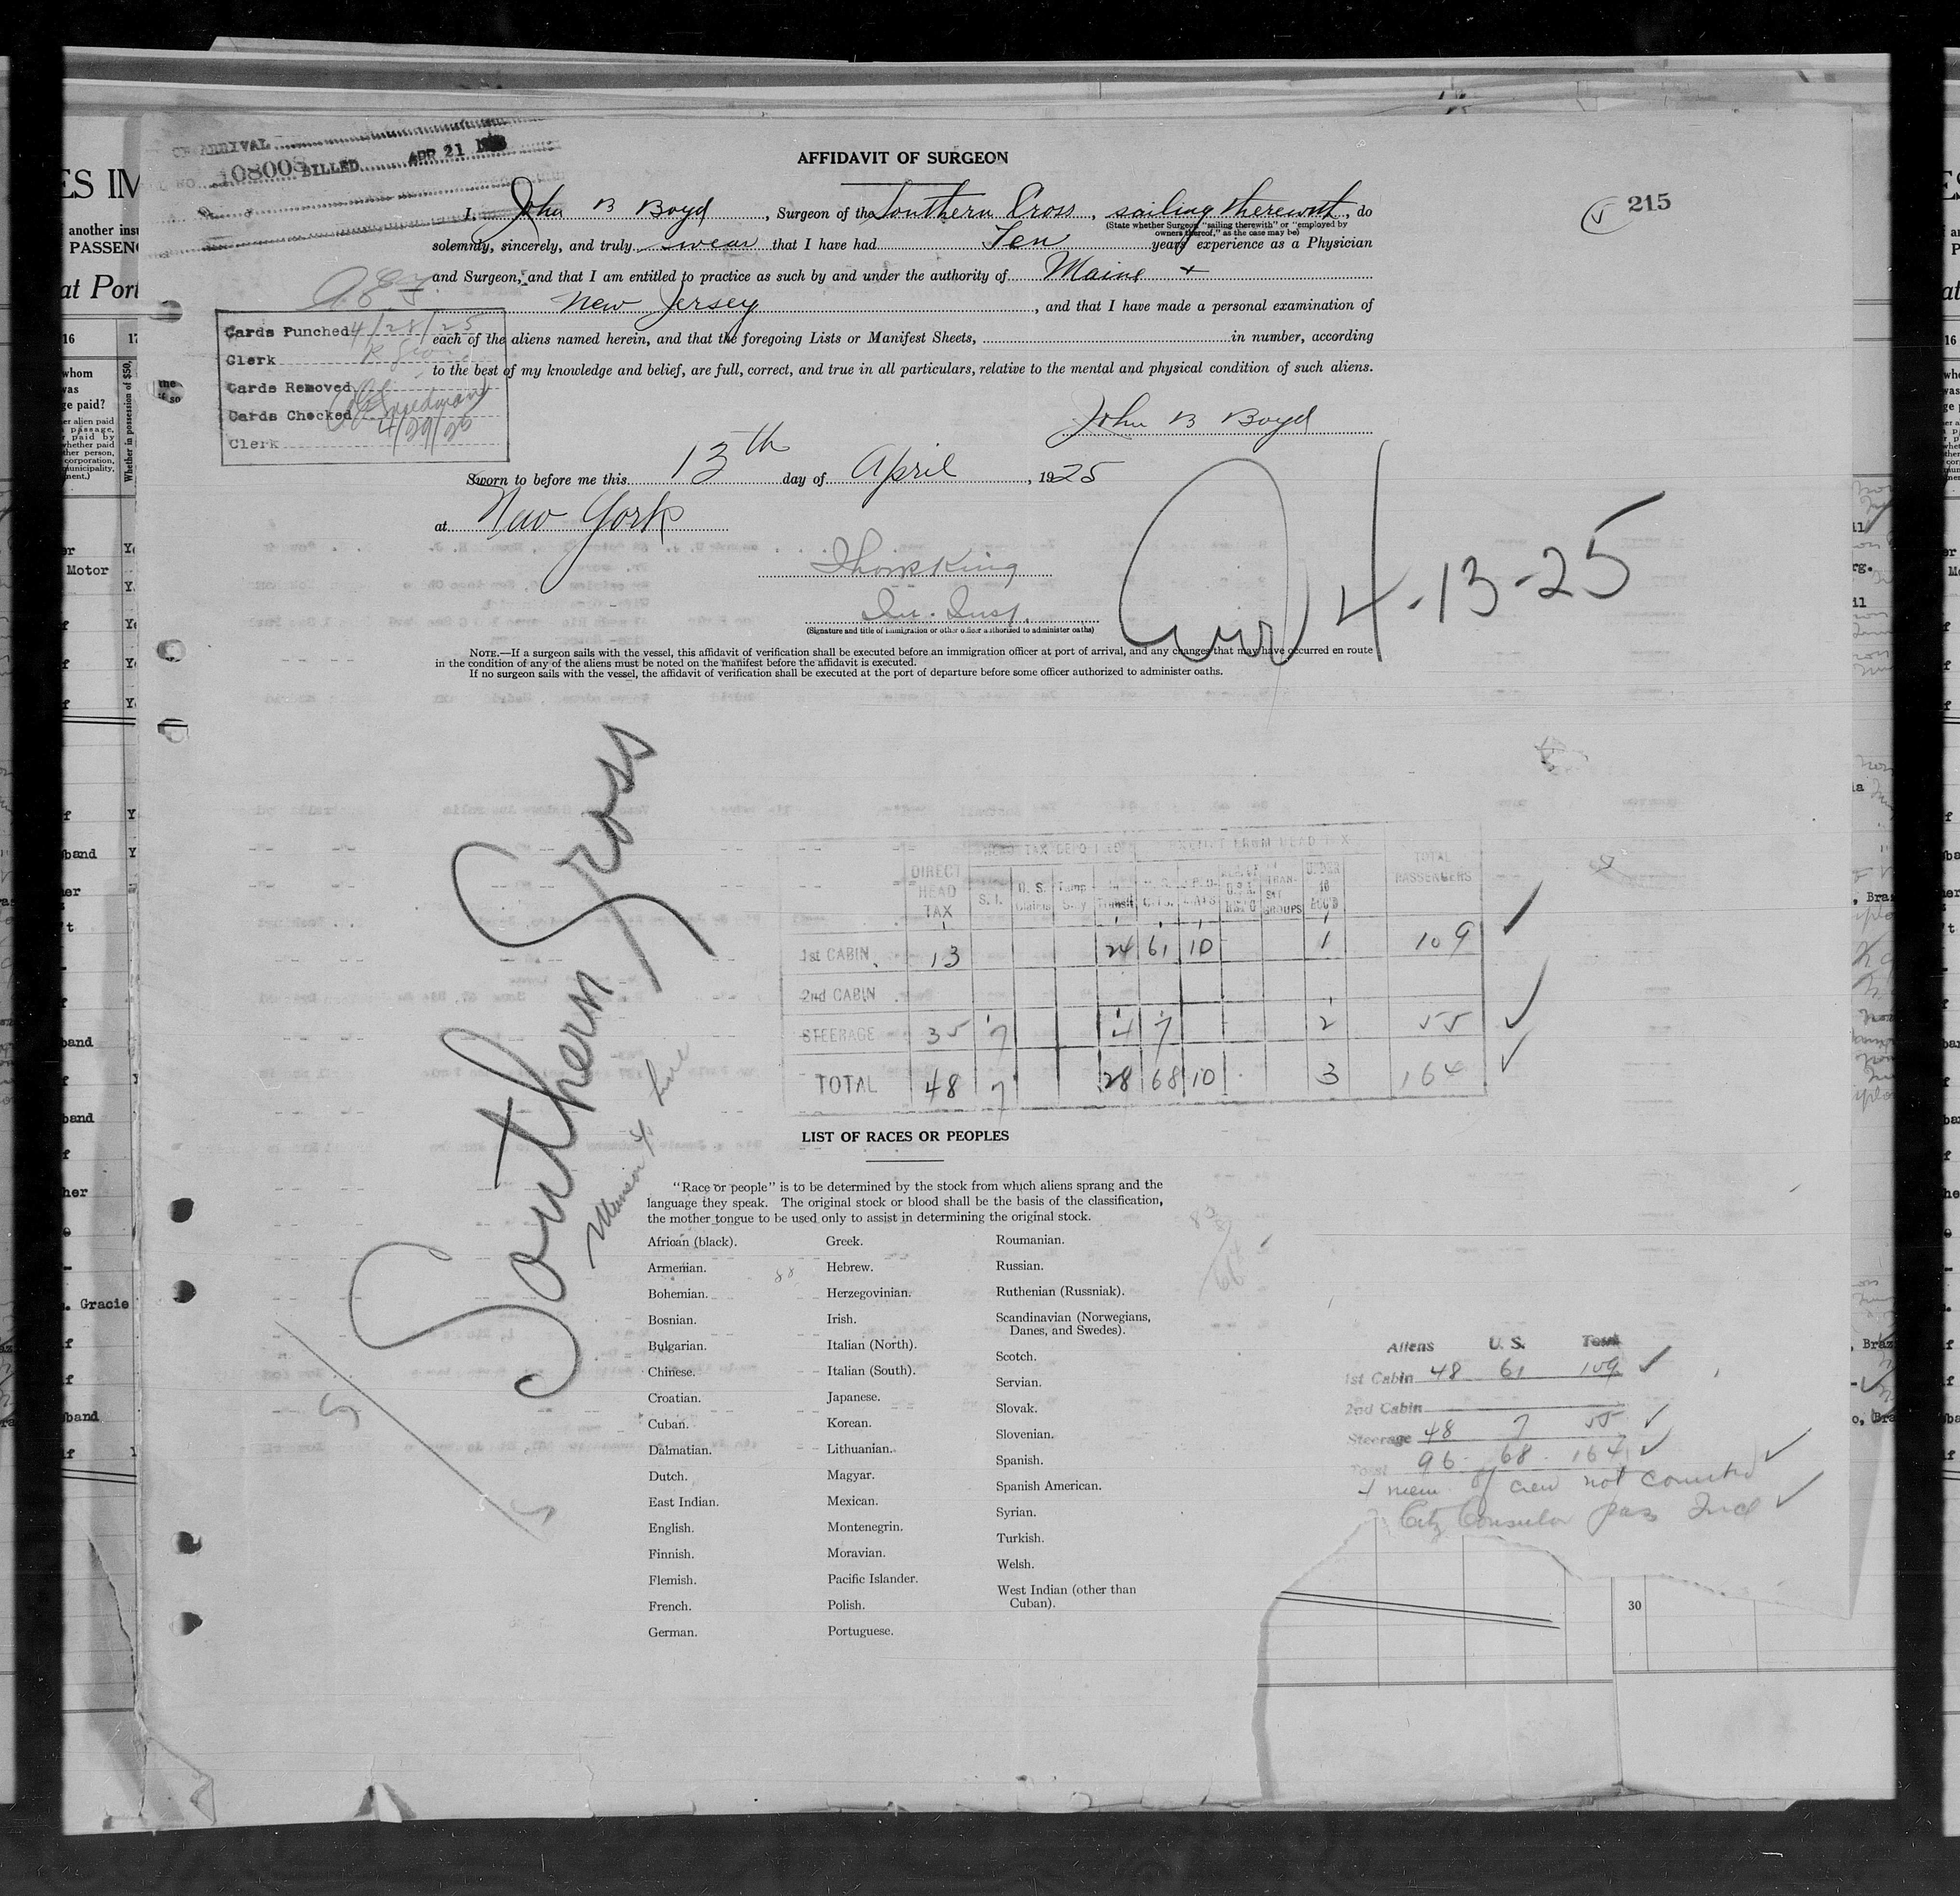 OF ARRIVAL
NO. 108008 BILLED APR 21
AFFIDAVIT OF SURGEON
215
I, John B Boyd, Surgeon of the Southern Cross, sailing therewith, do
(State whether Surgeon "sailing therewith" or "employed by
owners thereof," as the case may be)
solemnly, sincerely, and truly swear that I have had Ten years experience as a Physician
and Surgeon, and that I am entitled to practice as such by and under the authority of Maine +
New Jersey, and that I have made a personal examination of
each of the aliens named herein, and that the foregoing Lists or Manifest Sheets, in number, according
to the best of my knowledge and belief, are full, correct, and true in all particulars, relative to the mental and physical condition of such aliens.
Cards Punched 4/28/25
Clerk
Cards Removed
Cards Checked
4/29/25
Clerk
John B Boyd
Sworn to before me this 13th day of April, 1925
at New York
Thos King
Im. Insp.
(Signature and title of immigration or other officer authorized to administer oaths)
4-13-25
NOTE.—If a surgeon sails with the vessel, this affidavit of verification shall be executed before an immigration officer at port of arrival, and any changes that may have occurred en route
in the condition of any of the aliens must be noted on the manifest before the affidavit is executed.
If no surgeon sails with the vessel, the affidavit of verification shall be executed at the port of departure before some officer authorized to administer oaths.
Southern Cross
Munson
DIRECT HEAD TAX S. I. TOTAL PASSENGERS
1st CABIN 13 24 61 10 1 109
2nd CABIN
STEERAGE 35 7 4 7 2 55
TOTAL 48 7 28 68 10 3 164
LIST OF RACES OR PEOPLES
"Race or people" is to be determined by the stock from which aliens sprang and the
language they speak. The original stock or blood shall be the basis of the classification,
the mother tongue to be used only to assist in determining the original stock.
African (black).
Armenian.
Bohemian.
Bosnian.
Bulgarian.
Chinese.
Croatian.
Cuban.
Dalmatian.
Dutch.
East Indian.
English.
Finnish.
Flemish.
French.
German.
Greek.
Hebrew.
Herzegovinian.
Irish.
Italian (North).
Italian (South).
Japanese.
Korean.
Lithuanian.
Magyar.
Mexican.
Montenegrin.
Moravian.
Pacific Islander.
Polish.
Portuguese.
Roumanian.
Russian.
Ruthenian (Russniak).
Scandinavian (Norwegians,
Danes, and Swedes).
Scotch.
Servian.
Slovak.
Slovenian.
Spanish.
Spanish American.
Syrian.
Turkish.
Welsh.
West Indian (other than
Cuban).
Aliens U. S. Total
1st Cabin 48 61 109
2nd Cabin
Steerage 48 7 55
Total 96 68 164
mem of crew not counted
30